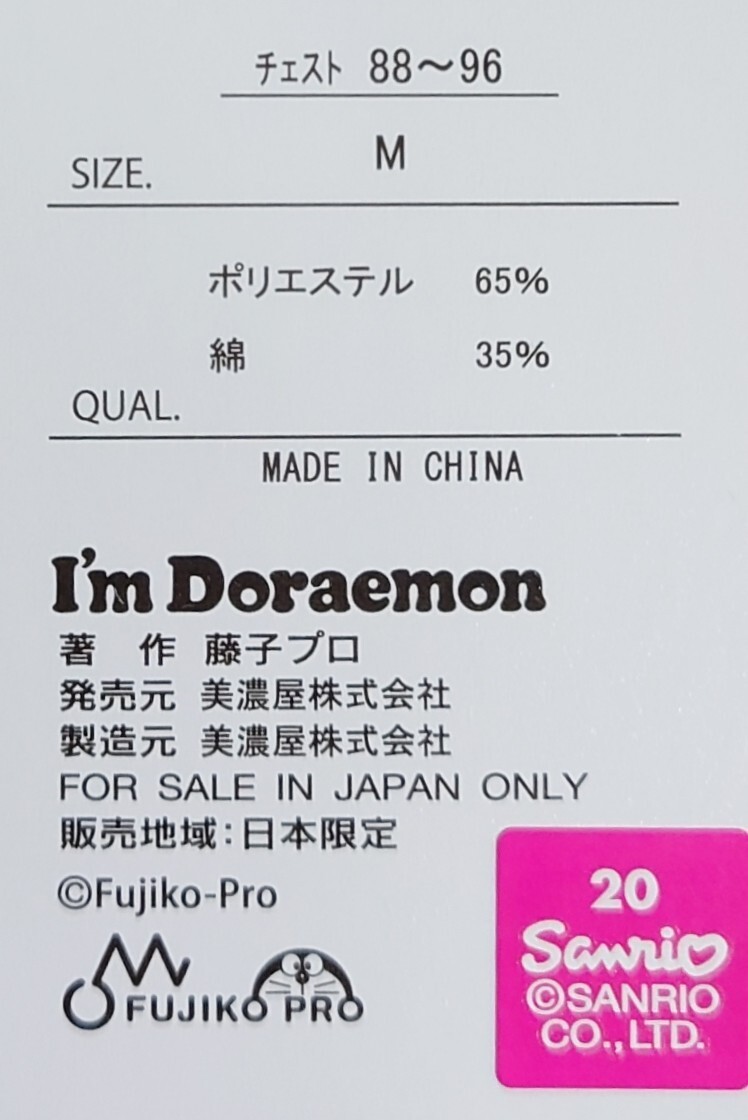 チェスト 88～96
SIZE. M
ポリエステル 65%
綿 35%
QUAL.
MADE IN CHINA
I'm Doraemon
著　作 藤子プロ
発売元 美濃屋株式会社
製造元 美濃屋株式会社
FOR SALE IN JAPAN ONLY
販売地域:日本限定
©Fujiko-Pro
FUJIKO PRO
20
Sanrio
©SANRIO
CO.,LTD.